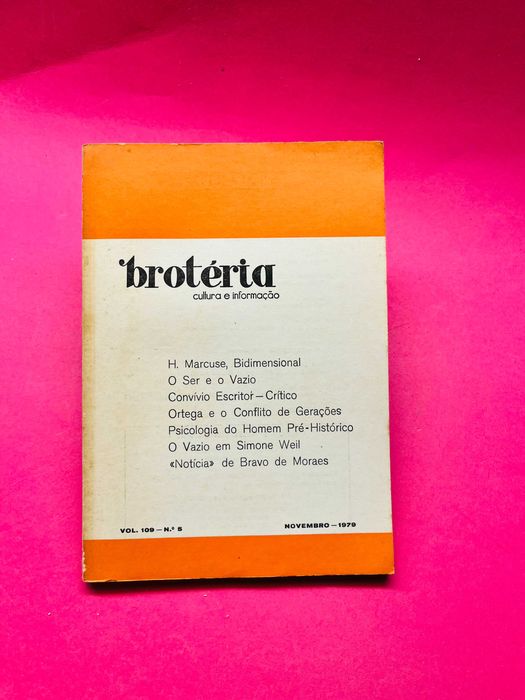 brotéria
cultura e informação
H. Marcuse, Bidimensional
O Ser e o Vazio
Convívio Escritor — Crítico
Ortega e o Conflito de Gerações
Psicologia do Homem Pré-Histórico
O Vazio em Simone Weil
«Notícia» de Bravo de Moraes
VOL. 109 — N.º 5
NOVEMBRO — 1979